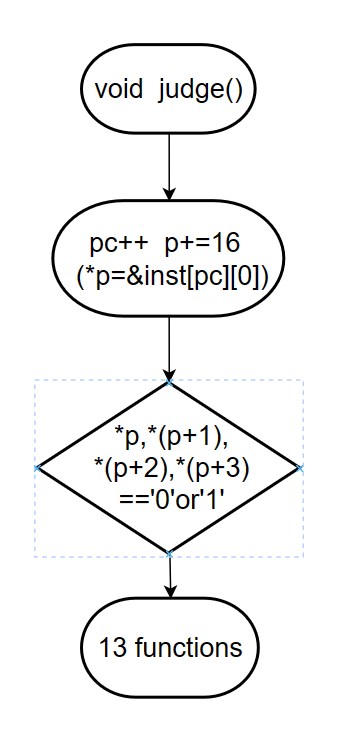 void judge()
pc++ p+=16
(*p=&inst[pc][0])
*p,*(p+1),
*(p+2),*(p+3)
=='0'or'1'
13 functions